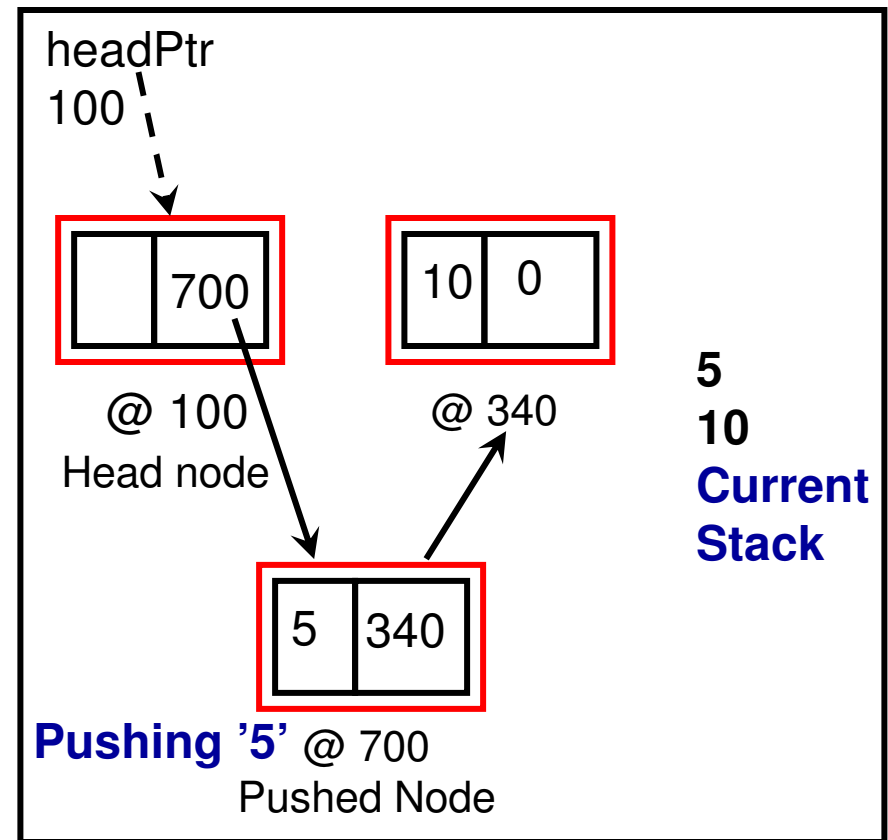 headPtr
100
700
10 0
@ 100
@ 340
Head node
5
10
Current
Stack
5 340
Pushing ’5’ @ 700
Pushed Node